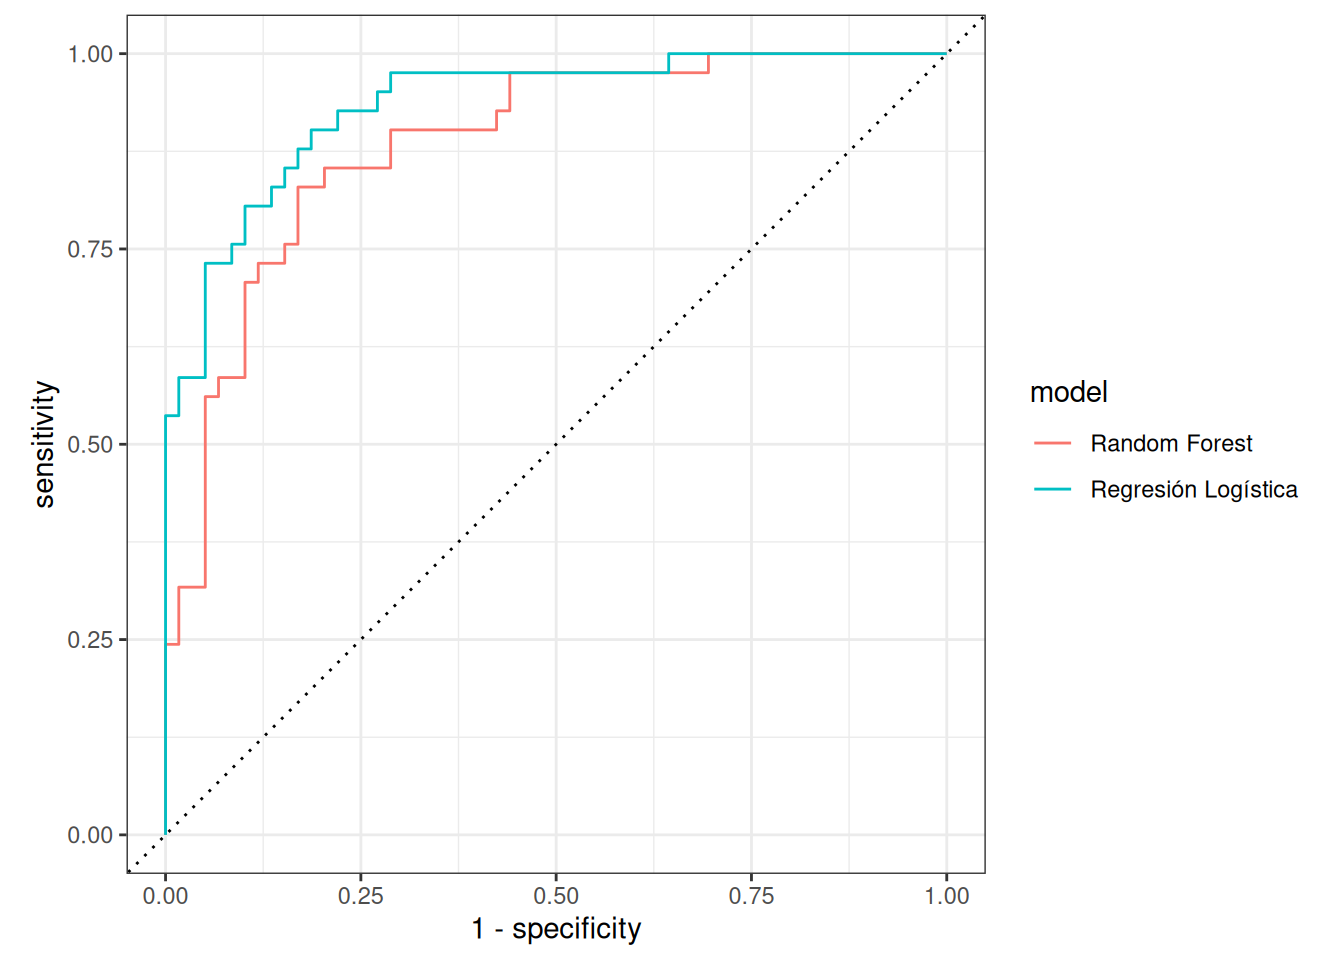 1.00
0.75
0.50
0.25
0.00
sensitivity
0.00 0.25 0.50 0.75 1.00
1 - specificity
model
Random Forest
Regresión Logística